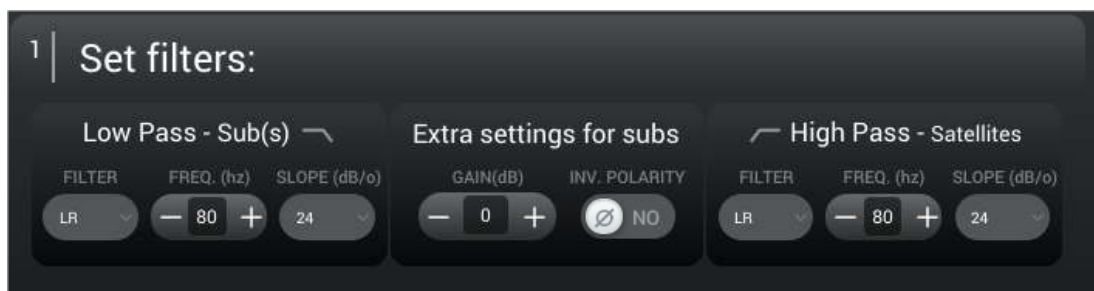 1
Set filters:
Low Pass - Sub(s)
FILTER FREQ. (hz) SLOPE (dB/o)
LR − 80 + 24
Extra settings for subs
GAIN(dB) INV. POLARITY
− 0 + Ø NO
High Pass - Satellites
FILTER FREQ. (hz) SLOPE (dB/o)
LR − 80 + 24